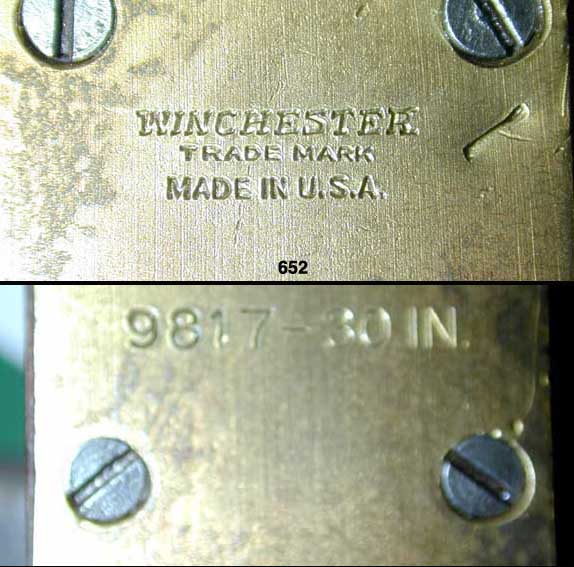 WINCHESTER
TRADE MARK
MADE IN U.S.A.
652
9817-30 IN.